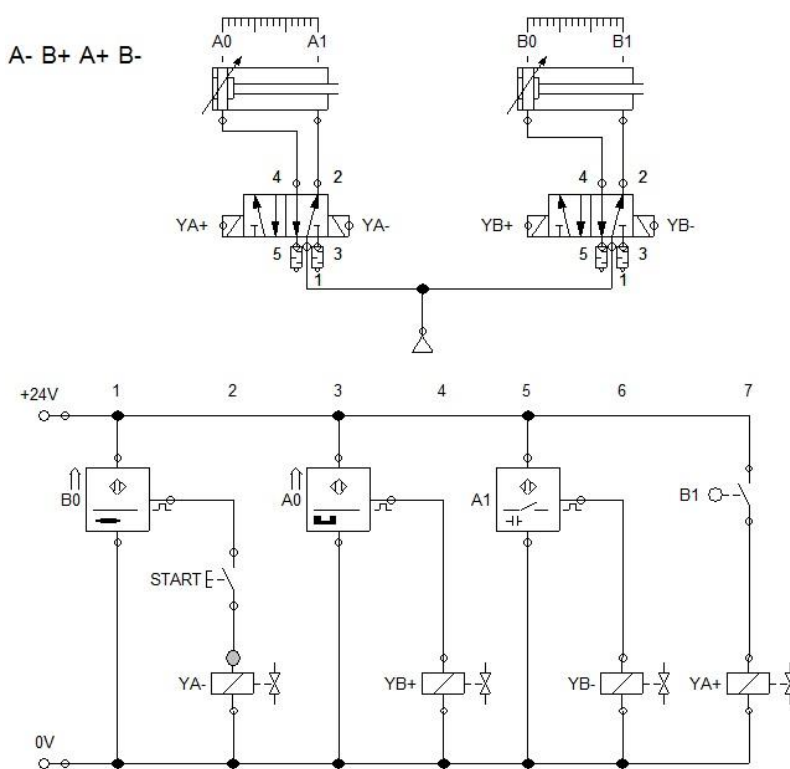 A- B+ A+ B-
A0 A1
B0 B1
4 2
4 2
YA+ YA-
YB+ YB-
5 3
1
5 3
1
1 2 3 4 5 6 7
+24V
B0
A0
A1
B1
START
YA-
YB+
YB-
YA+
0V